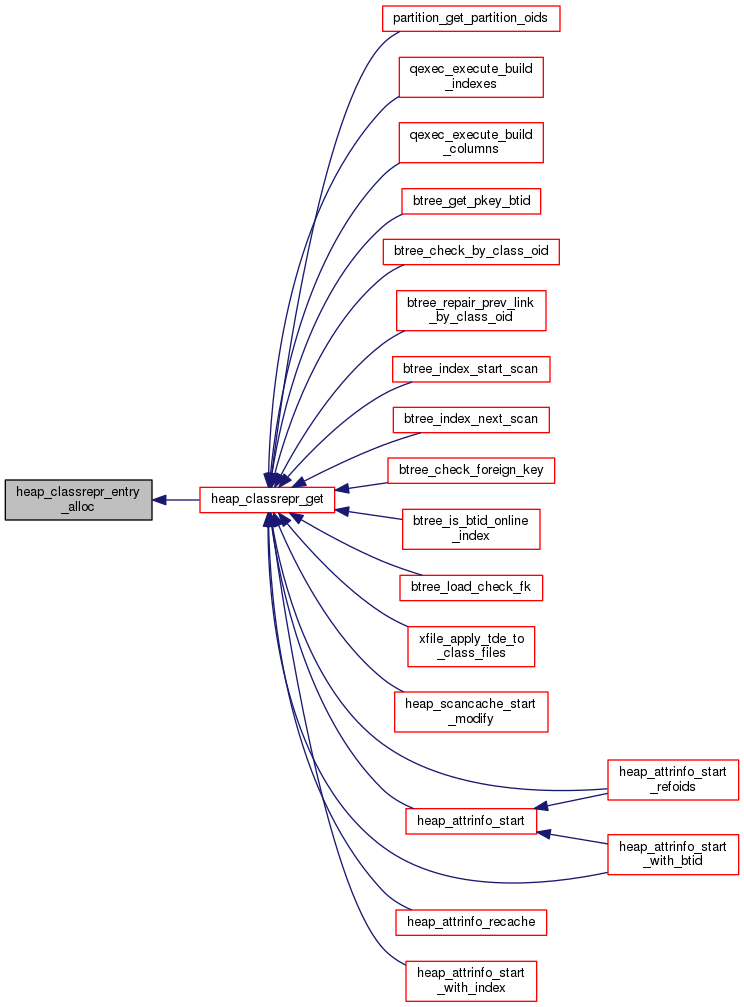 partition_get_partition_oids
qexec_execute_build
_indexes
qexec_execute_build
_columns
btree_get_pkey_btid
btree_check_by_class_oid
btree_repair_prev_link
_by_class_oid
btree_index_start_scan
btree_index_next_scan
btree_check_foreign_key
heap_classrepr_entry
_alloc
heap_classrepr_get
btree_is_btid_online
_index
btree_load_check_fk
xfile_apply_tde_to
_class_files
heap_scancache_start
_modify
heap_attrinfo_start
_refoids
heap_attrinfo_start
heap_attrinfo_start
_with_btid
heap_attrinfo_recache
heap_attrinfo_start
_with_index